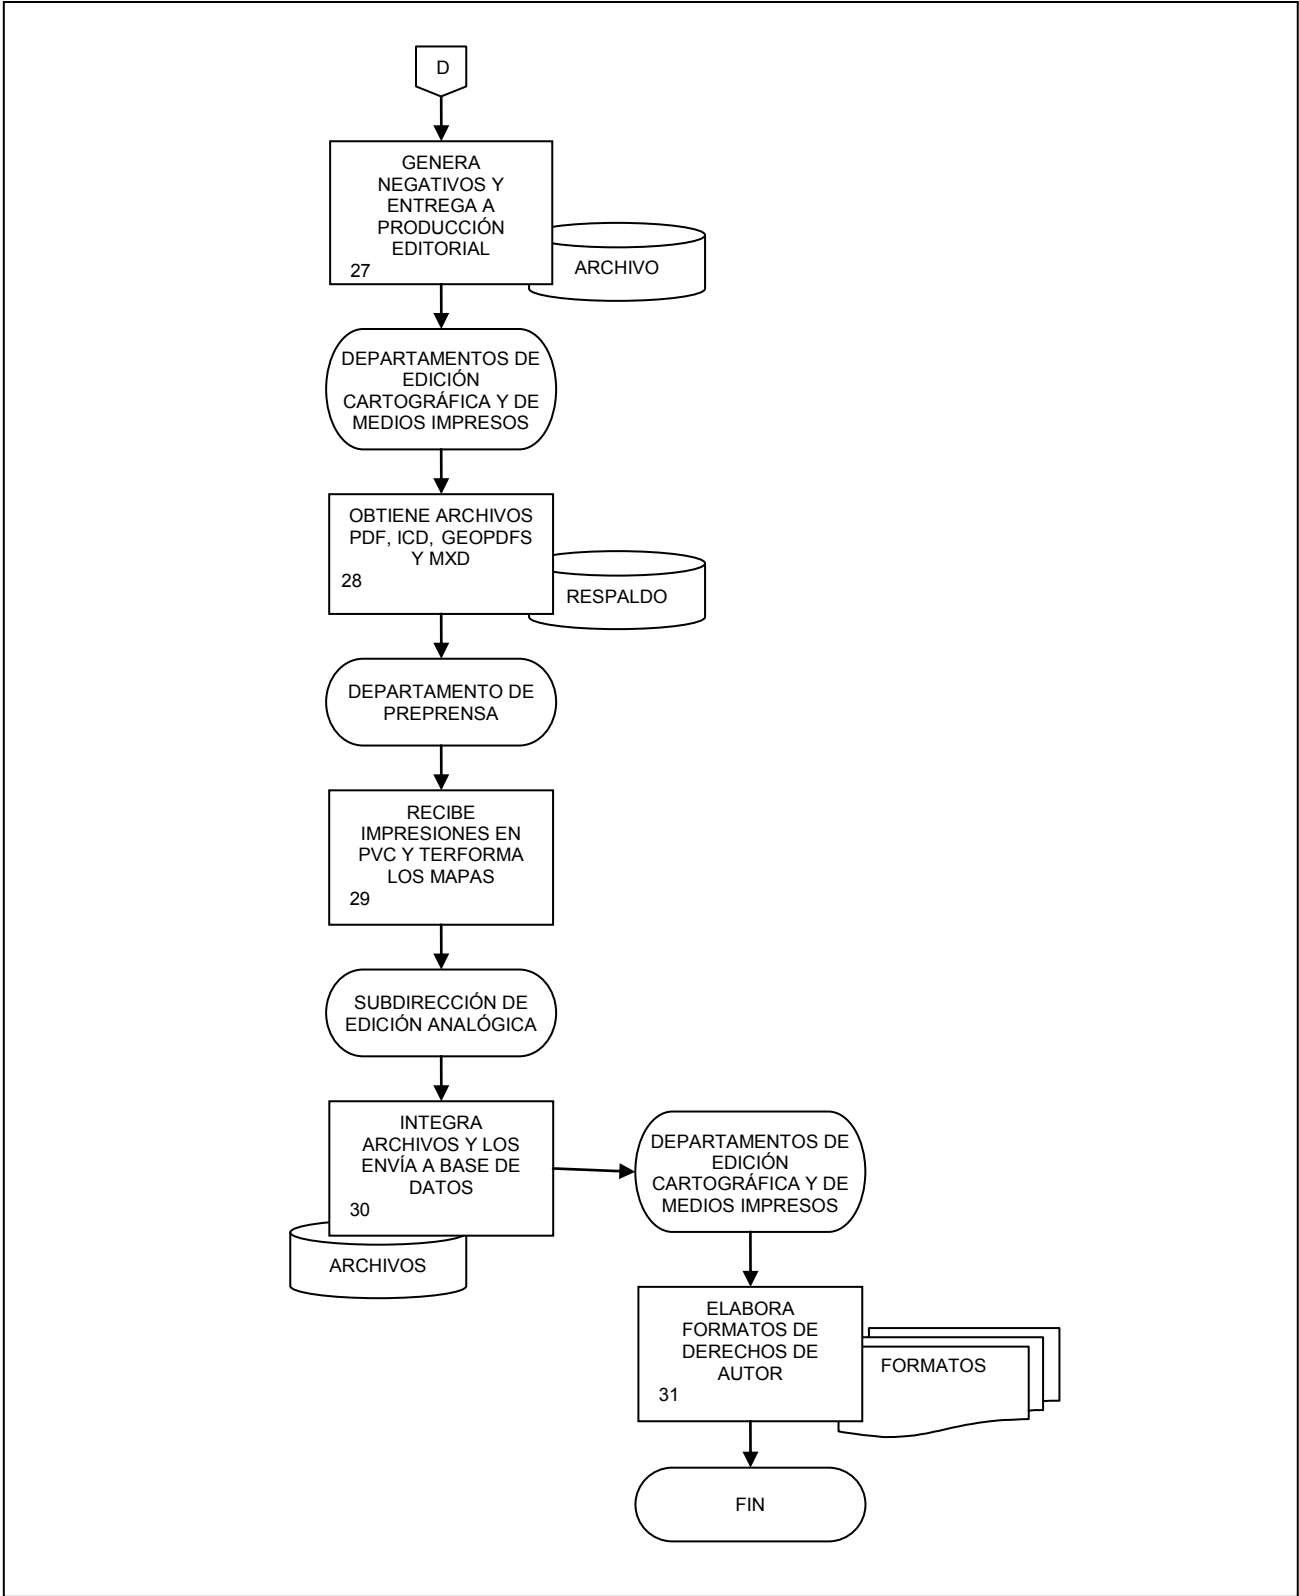 D
GENERA
NEGATIVOS Y
ENTREGA A
PRODUCCIÓN
EDITORIAL
27
ARCHIVO
DEPARTAMENTOS DE
EDICIÓN
CARTOGRÁFICA Y DE
MEDIOS IMPRESOS
OBTIENE ARCHIVOS
PDF, ICD, GEOPDFS
Y MXD
28
RESPALDO
DEPARTAMENTO DE
PREPRENSA
RECIBE
IMPRESIONES EN
PVC Y TERFORMA
LOS MAPAS
29
SUBDIRECCIÓN DE
EDICIÓN ANALÓGICA
INTEGRA
ARCHIVOS Y LOS
ENVÍA A BASE DE
DATOS
30
ARCHIVOS
DEPARTAMENTOS DE
EDICIÓN
CARTOGRÁFICA Y DE
MEDIOS IMPRESOS
ELABORA
FORMATOS DE
DERECHOS DE
AUTOR
31
FORMATOS
FIN